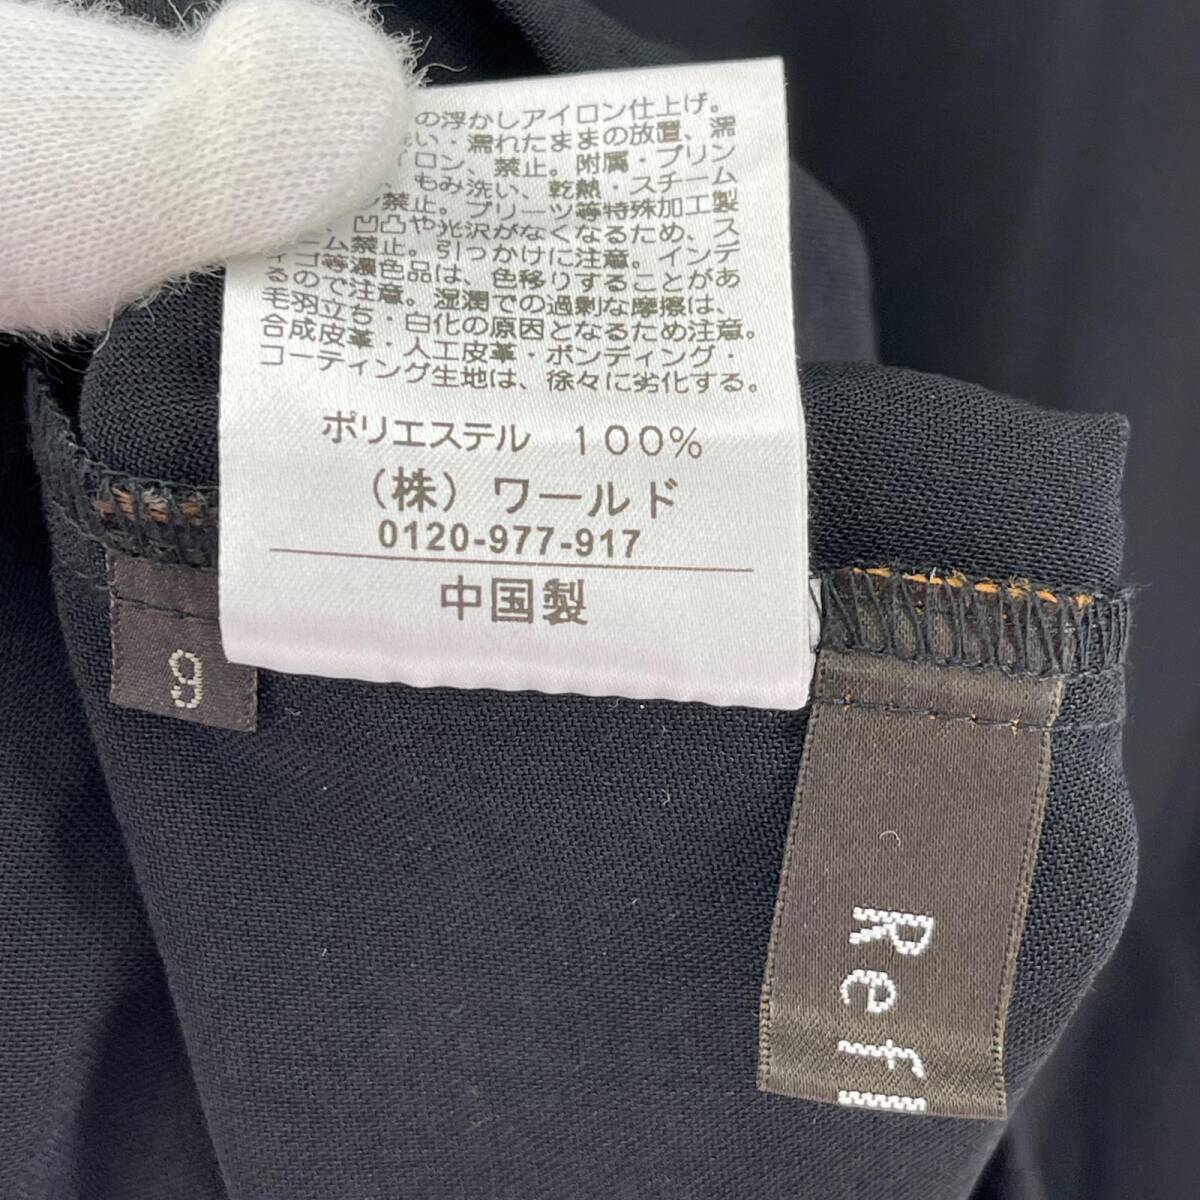 の浮かしアイロン仕上げ。
い・濡れたままの放置、濡
イロン、禁止。附属・プリン
、もみ洗い、乾熱・スチーム
ン禁止。プリーツ等特殊加工製
、凹凸や光沢がなくなるため、ス
ーム禁止。引っかけに注意。インデ
ィゴ等濃色品は、色移りすることがあ
るので注意。湿潤での過剰な摩擦は、
毛羽立ち・白化の原因となるため注意。
合成皮革・人工皮革・ボンディング・
コーティング生地は、徐々に劣化する。
ポリエステル 100%
(株)ワールド
0120-977-917
中国製
9
Refl